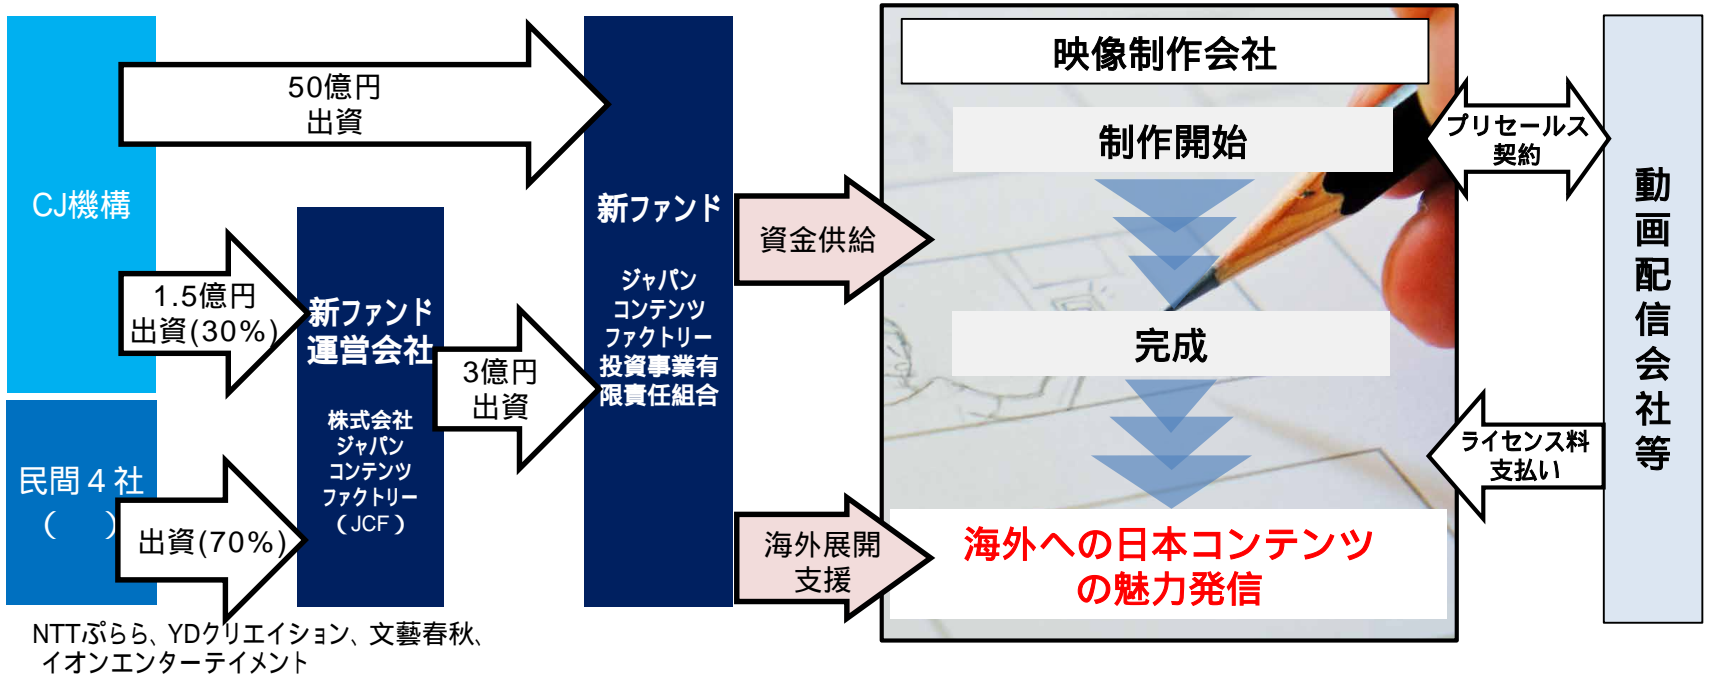 CJ機構
民間４社
（　　）
NTTぷらら、YDクリエイション、文藝春秋、
イオンエンターテイメント
50億円
出資
1.5億円
出資(30%)
出資(70%)
新ファンド
運営会社
株式会社
ジャパン
コンテンツ
ファクトリー
（JCF）
3億円
出資
新ファンド
ジャパン
コンテンツ
ファクトリー
投資事業有
限責任組合
資金供給
海外展開
支援
映像制作会社
制作開始
完成
海外への日本コンテンツ
の魅力発信
プリセールス
契約
ライセンス料
支払い
動画配信会社等